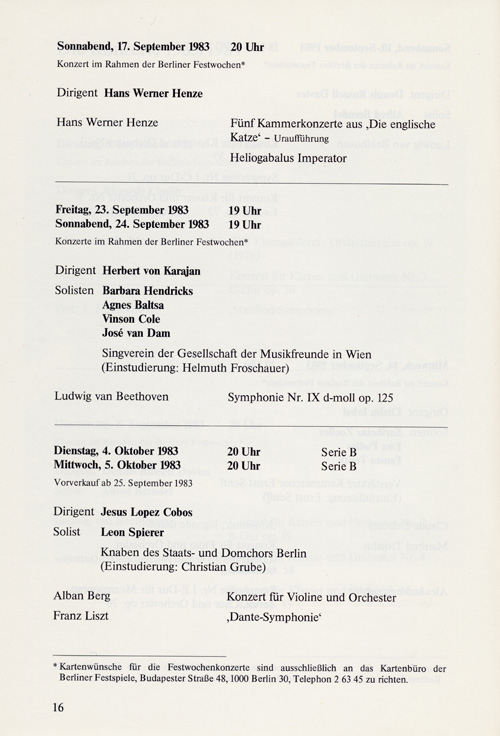 Sonnabend, 17. September 1983 20 Uhr
Konzert im Rahmen der Berliner Festwochen*
Dirigent Hans Werner Henze
Hans Werner Henze Fünf Kammerkonzerte aus ‚Die englische
Katze‘ – Uraufführung
Heliogabalus Imperator
Freitag, 23. September 1983 19 Uhr
Sonnabend, 24. September 1983 19 Uhr
Konzerte im Rahmen der Berliner Festwochen*
Dirigent Herbert von Karajan
Solisten Barbara Hendricks
Agnes Baltsa
Vinson Cole
José van Dam
Singverein der Gesellschaft der Musikfreunde in Wien
(Einstudierung: Helmuth Froschauer)
Ludwig van Beethoven Symphonie Nr. IX d-moll op. 125
Dienstag, 4. Oktober 1983 20 Uhr Serie B
Mittwoch, 5. Oktober 1983 20 Uhr Serie B
Vorverkauf ab 25. September 1983
Dirigent Jesus Lopez Cobos
Solist Leon Spierer
Knaben des Staats- und Domchors Berlin
(Einstudierung: Christian Grube)
Alban Berg Konzert für Violine und Orchester
Franz Liszt ‚Dante-Symphonie‘
* Kartenwünsche für die Festwochenkonzerte sind ausschließlich an das Kartenbüro der
Berliner Festspiele, Budapester Straße 48, 1000 Berlin 30, Telephon 2 63 45 zu richten.
16